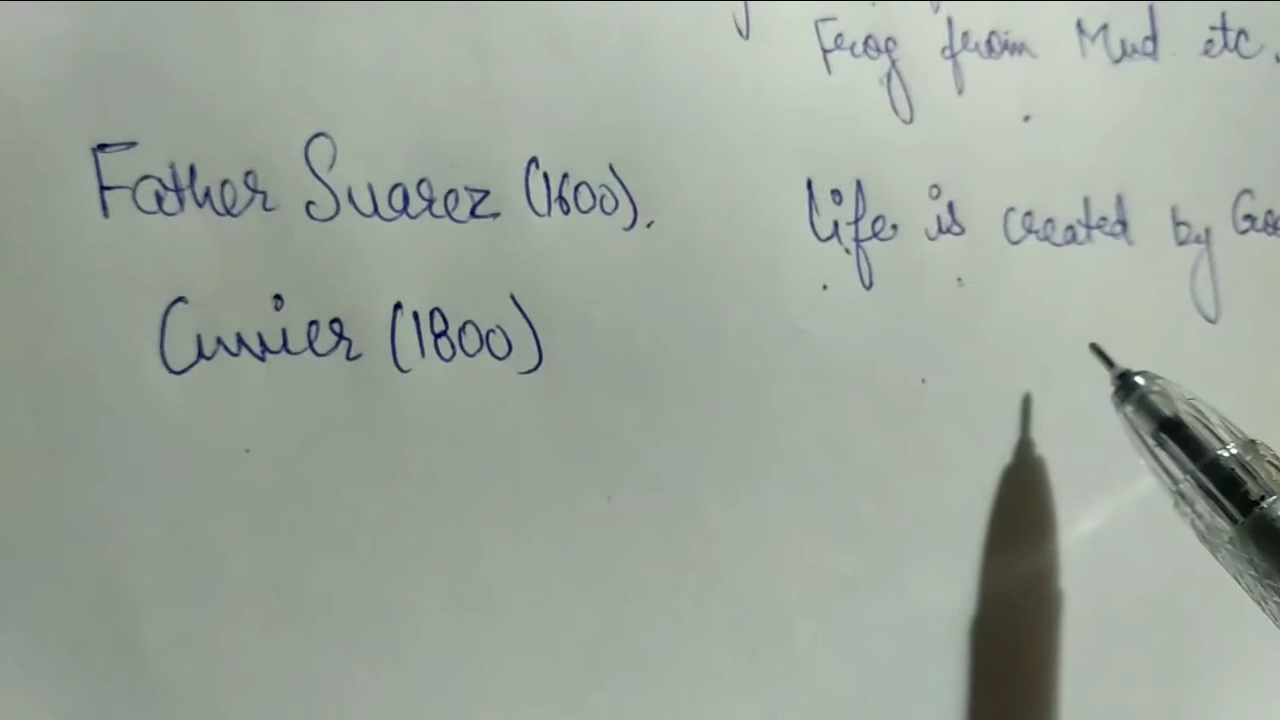 Frog from Mud etc.
Father Suarez (1600).
life is created by
Cuvier (1800)